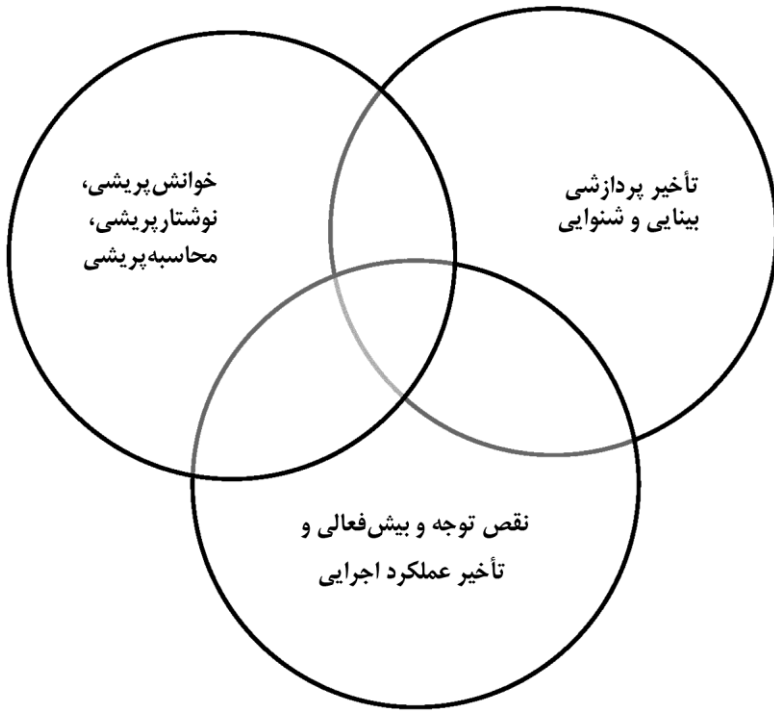 تأخیر پردازشی
بینایی و شنوایی
خوانش‌پریشی،
نوشتارپریشی،
محاسبه‌پریشی
نقص توجه و بیش‌فعالی و
تأخیر عملکرد اجرایی